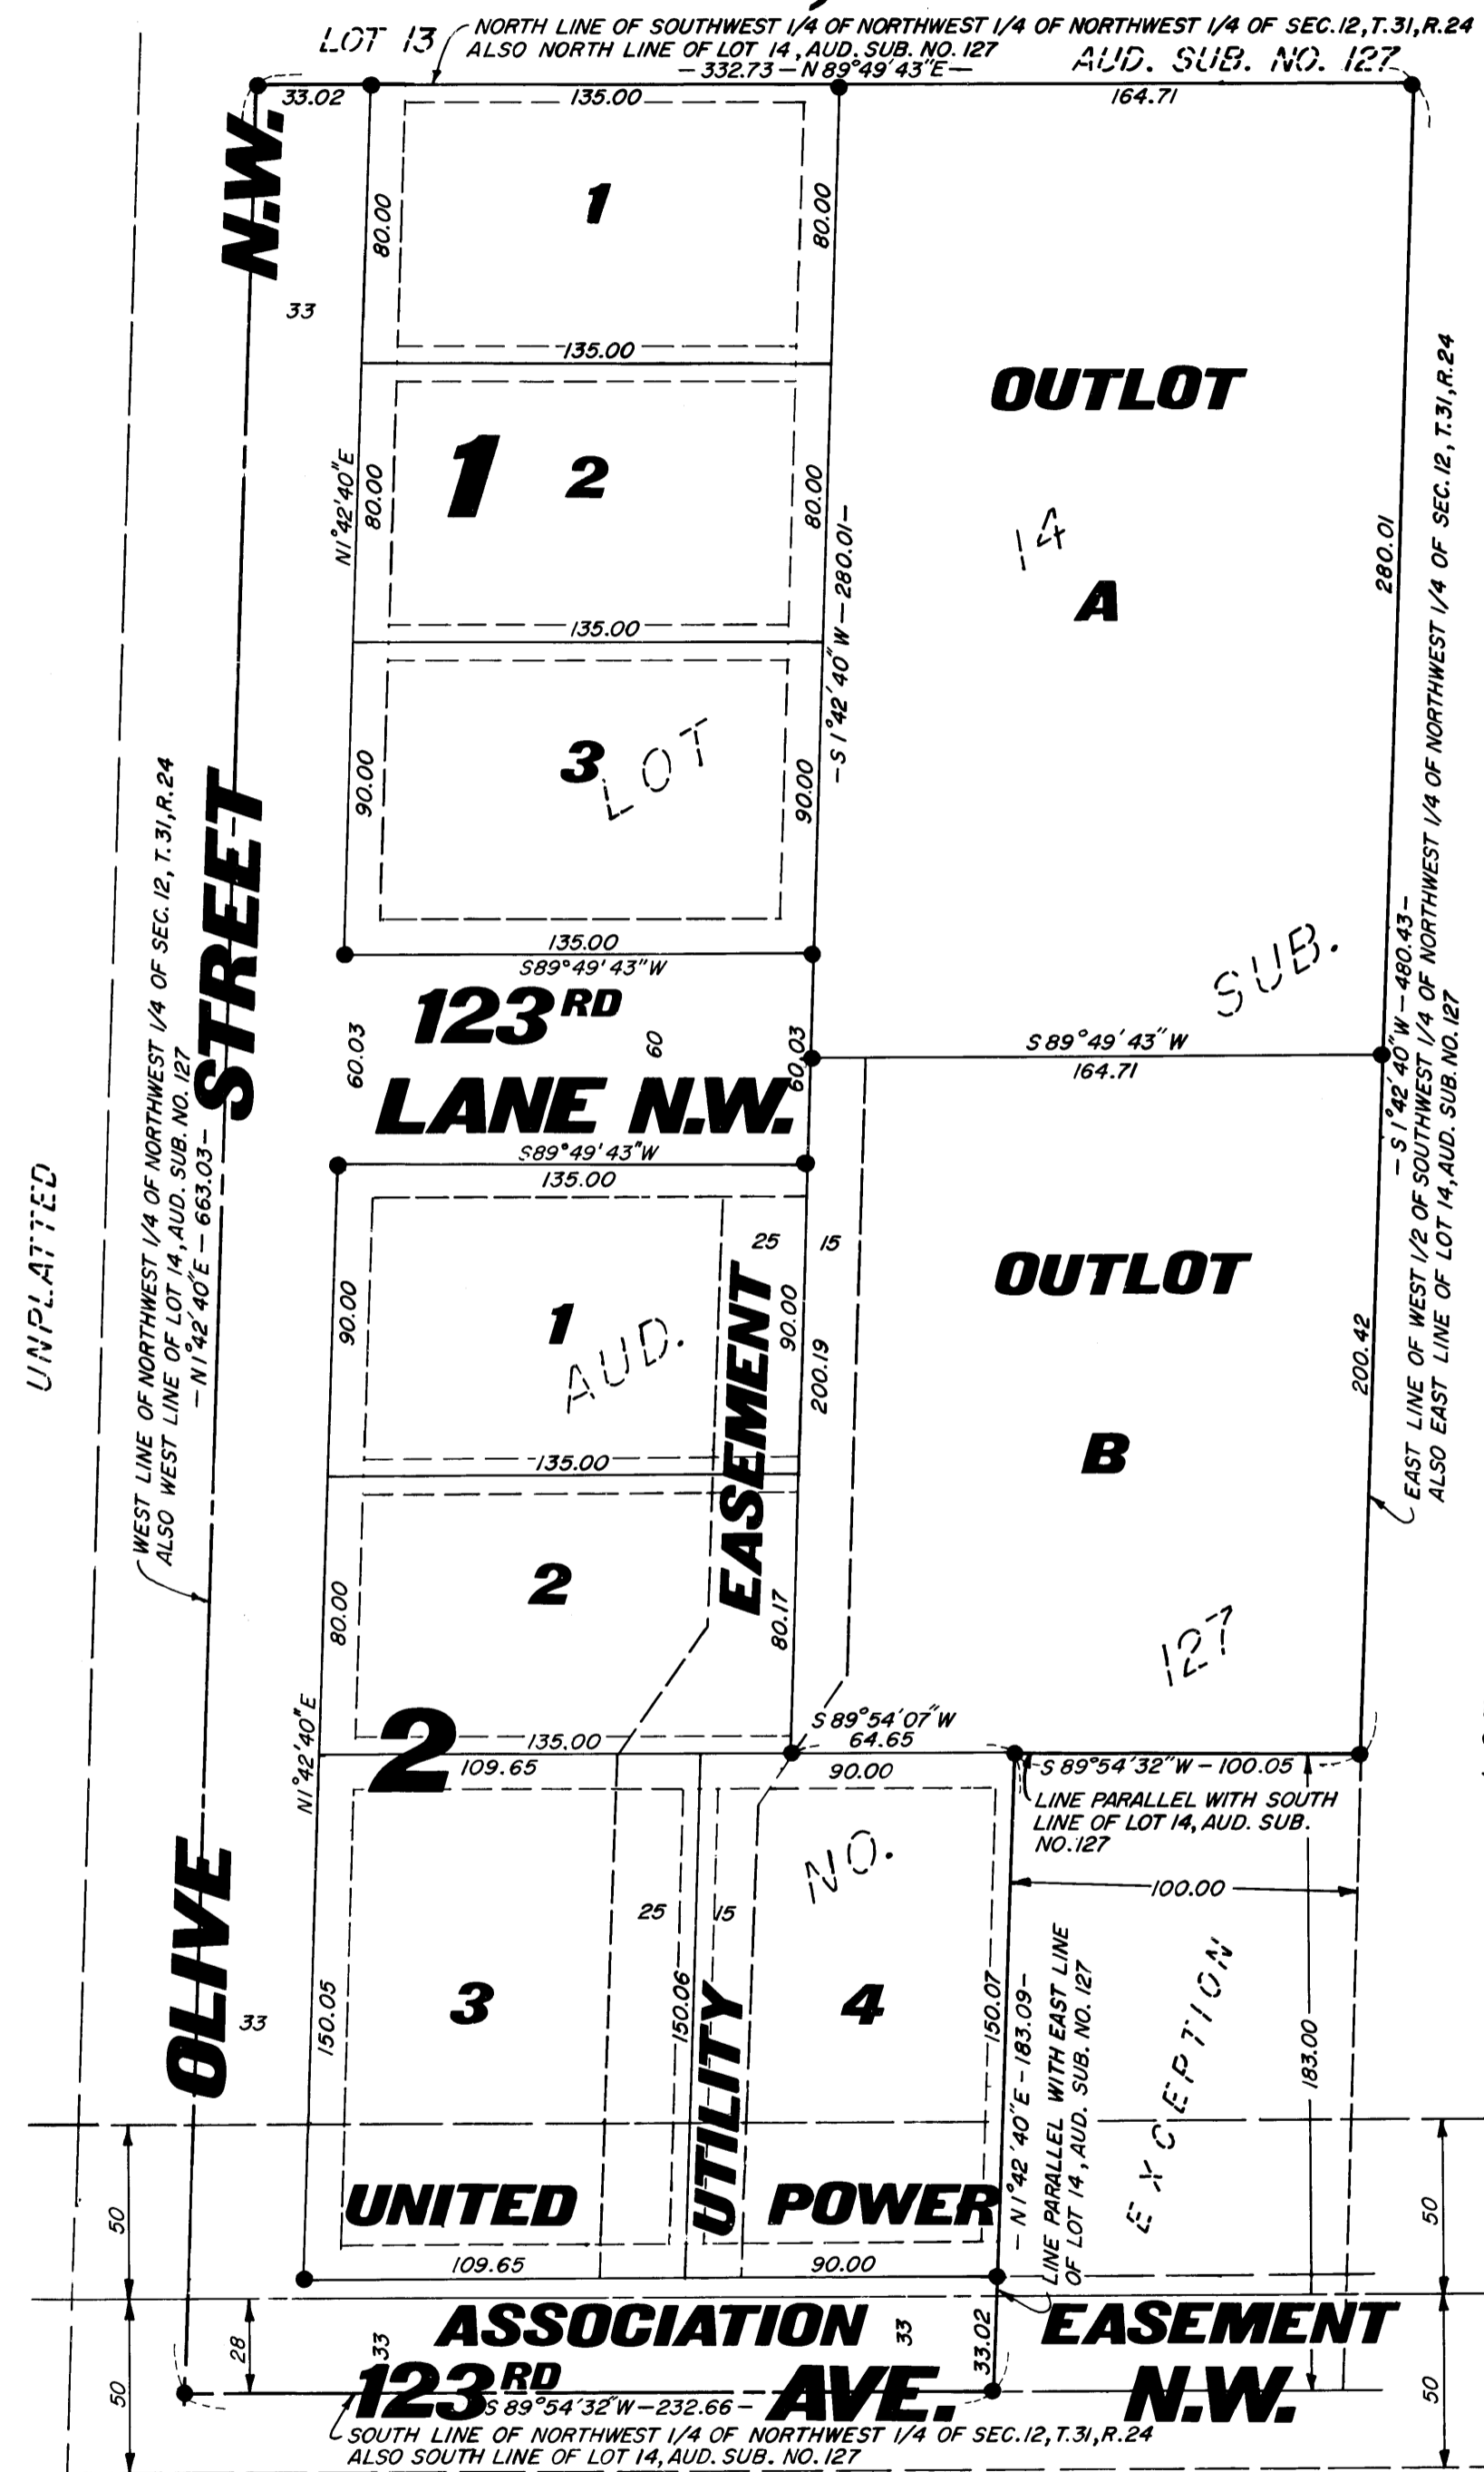 LOT 13
NORTH LINE OF SOUTHWEST 1/4 OF NORTHWEST 1/4 OF NORTHWEST 1/4 OF SEC.12,T.31,R.24
ALSO NORTH LINE OF LOT 14, AUD. SUB. NO. 127
AUD. SUB. NO. 127
— 332.73 — N 89°49'43"E —
33.02
135.00
164.71
N.W.
80.00
1
80.00
33
135.00
OUTLOT
N1°42'40"E
80.00
1
2
80.00
14
A
280.01
- S 1°42'40" W - 280.01 -
135.00
3
LOT
90.00
90.00
135.00
S89°49'43"W
SUB.
123RD
60.03
60
60.03
LANE N.W.
S 89°49'43" W
164.71
- S 1°42'40" W - 480.43 -
EAST LINE OF WEST 1/2 OF SOUTHWEST 1/4 OF NORTHWEST 1/4 OF NORTHWEST 1/4 OF SEC.12, T.31,R.24
ALSO EAST LINE OF LOT 14, AUD. SUB. NO. 127
STREET
WEST LINE OF NORTHWEST 1/4 OF NORTHWEST 1/4 OF SEC.12, T.31,R.24
ALSO WEST LINE OF LOT 14, AUD. SUB. NO. 127
- N1°42'40"E - 663.03 -
UNPLATTED
S89°49'43"W
135.00
25
15
90.00
1
AUD.
90.00
200.19
EASEMENT
OUTLOT
B
200.42
135.00
80.00
2
80.17
127
N1°42'40"E
2
135.00
109.65
S 89°54'07"W
64.65
90.00
- S 89°54'32"W - 100.05 -
LINE PARALLEL WITH SOUTH
LINE OF LOT 14, AUD. SUB.
NO. 127
100.00
NO.
OLIVE
33
150.05
3
25
150.06
15
UTILITY
4
150.07
- N 1°42'40"E - 183.09 -
LINE PARALLEL WITH EAST LINE
OF LOT 14, AUD. SUB. NO. 127
EXCEPTION
183.00
50
UNITED
POWER
50
109.65
90.00
28
33
ASSOCIATION
33
33.02
EASEMENT
50
123RD
AVE.
N.W.
50
S 89°54'32"W - 232.66 -
SOUTH LINE OF NORTHWEST 1/4 OF NORTHWEST 1/4 OF SEC.12, T.31,R.24
ALSO SOUTH LINE OF LOT 14, AUD. SUB. NO. 127